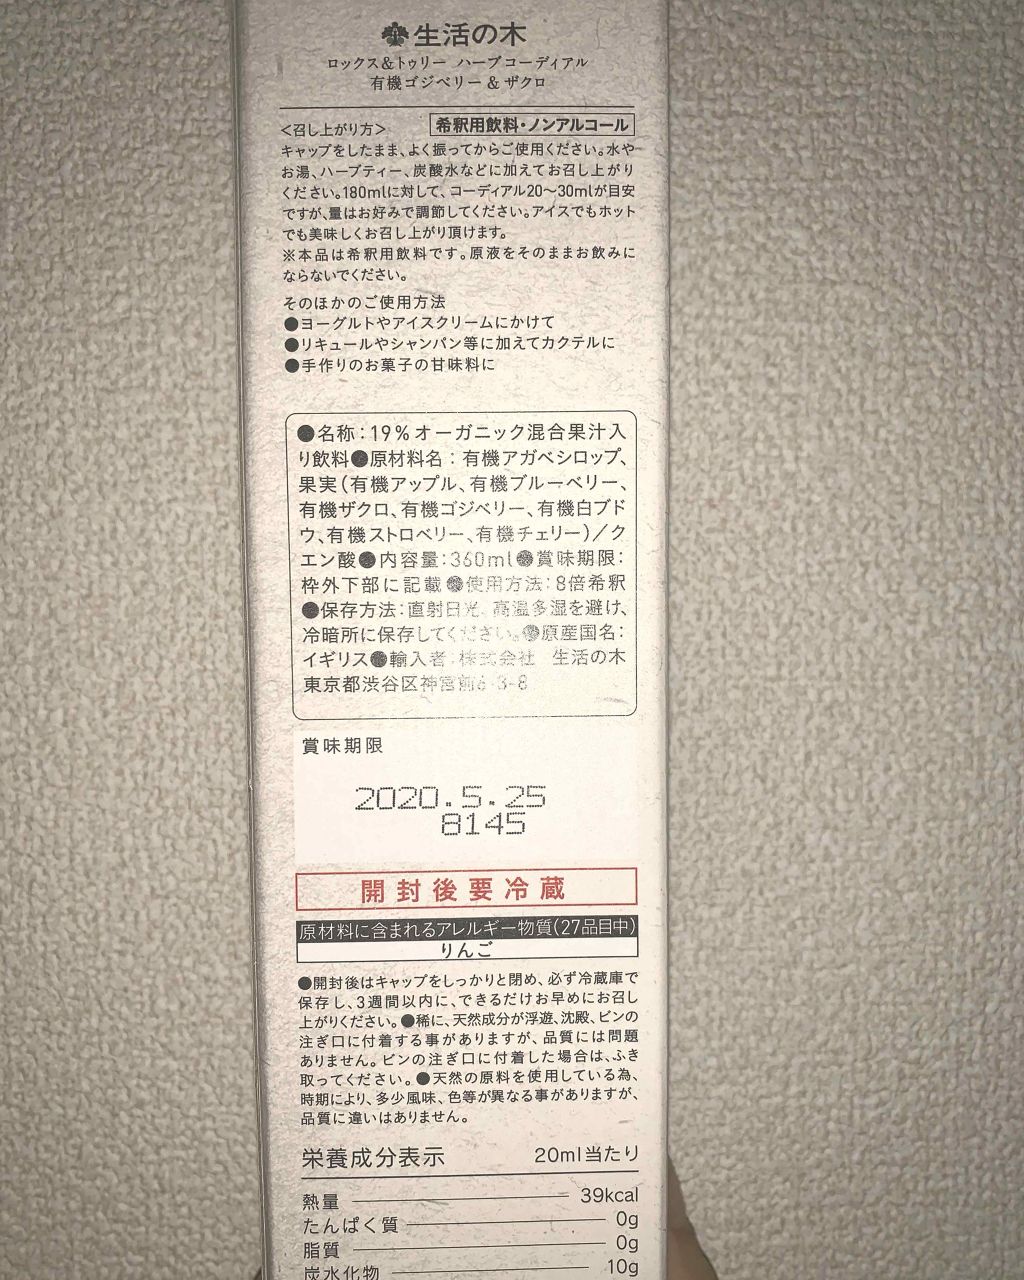 生活の木
ロックス&トゥリー ハーブコーディアル
有機ゴジベリー & ザクロ
<召し上がり方> 希釈用飲料・ノンアルコール
キャップをしたまま、よく振ってからご使用ください。水や
お湯、ハーブティー、炭酸水などに加えてお召し上がり
ください。180mlに対して、コーディアル20～30mlが目安
ですが、量はお好みで調節してください。アイスでもホット
でも美味しくお召し上がり頂けます。
※本品は希釈用飲料です。原液をそのままお飲みに
ならないでください。
そのほかのご使用方法
●ヨーグルトやアイスクリームにかけて
●リキュールやシャンパン等に加えてカクテルに
●手作りのお菓子の甘味料に
●名称：19%オーガニック混合果汁入
り飲料●原材料名：有機アガベシロップ、
果実（有機アップル、有機ブルーベリー、
有機ザクロ、有機ゴジベリー、有機白ブド
ウ、有機ストロベリー、有機チェリー）／ク
エン酸●内容量：360ml●賞味期限：
枠外下部に記載●使用方法：8倍希釈
●保存方法：直射日光、高温多湿を避け、
冷暗所に保存してください。●原産国名：
イギリス●輸入者：株式会社 生活の木
東京都渋谷区神宮前6-3-8
賞味期限
2020.5.25
8145
開封後要冷蔵
原材料に含まれるアレルギー物質（27品目中）
りんご
●開封後はキャップをしっかりと閉め、必ず冷蔵庫で
保存し、3週間以内に、できるだけお早めにお召し
上がりください。●稀に、天然成分が浮遊、沈殿、ビンの
注ぎ口に付着する事がありますが、品質には問題
ありません。ビンの注ぎ口に付着した場合は、ふき
取ってください。●天然の原料を使用している為、
時期により、多少風味、色等が異なる事がありますが、
品質に違いはありません。
栄養成分表示 20ml当たり
熱量 39kcal
たんぱく質 0g
脂質 0g
炭水化物 10g